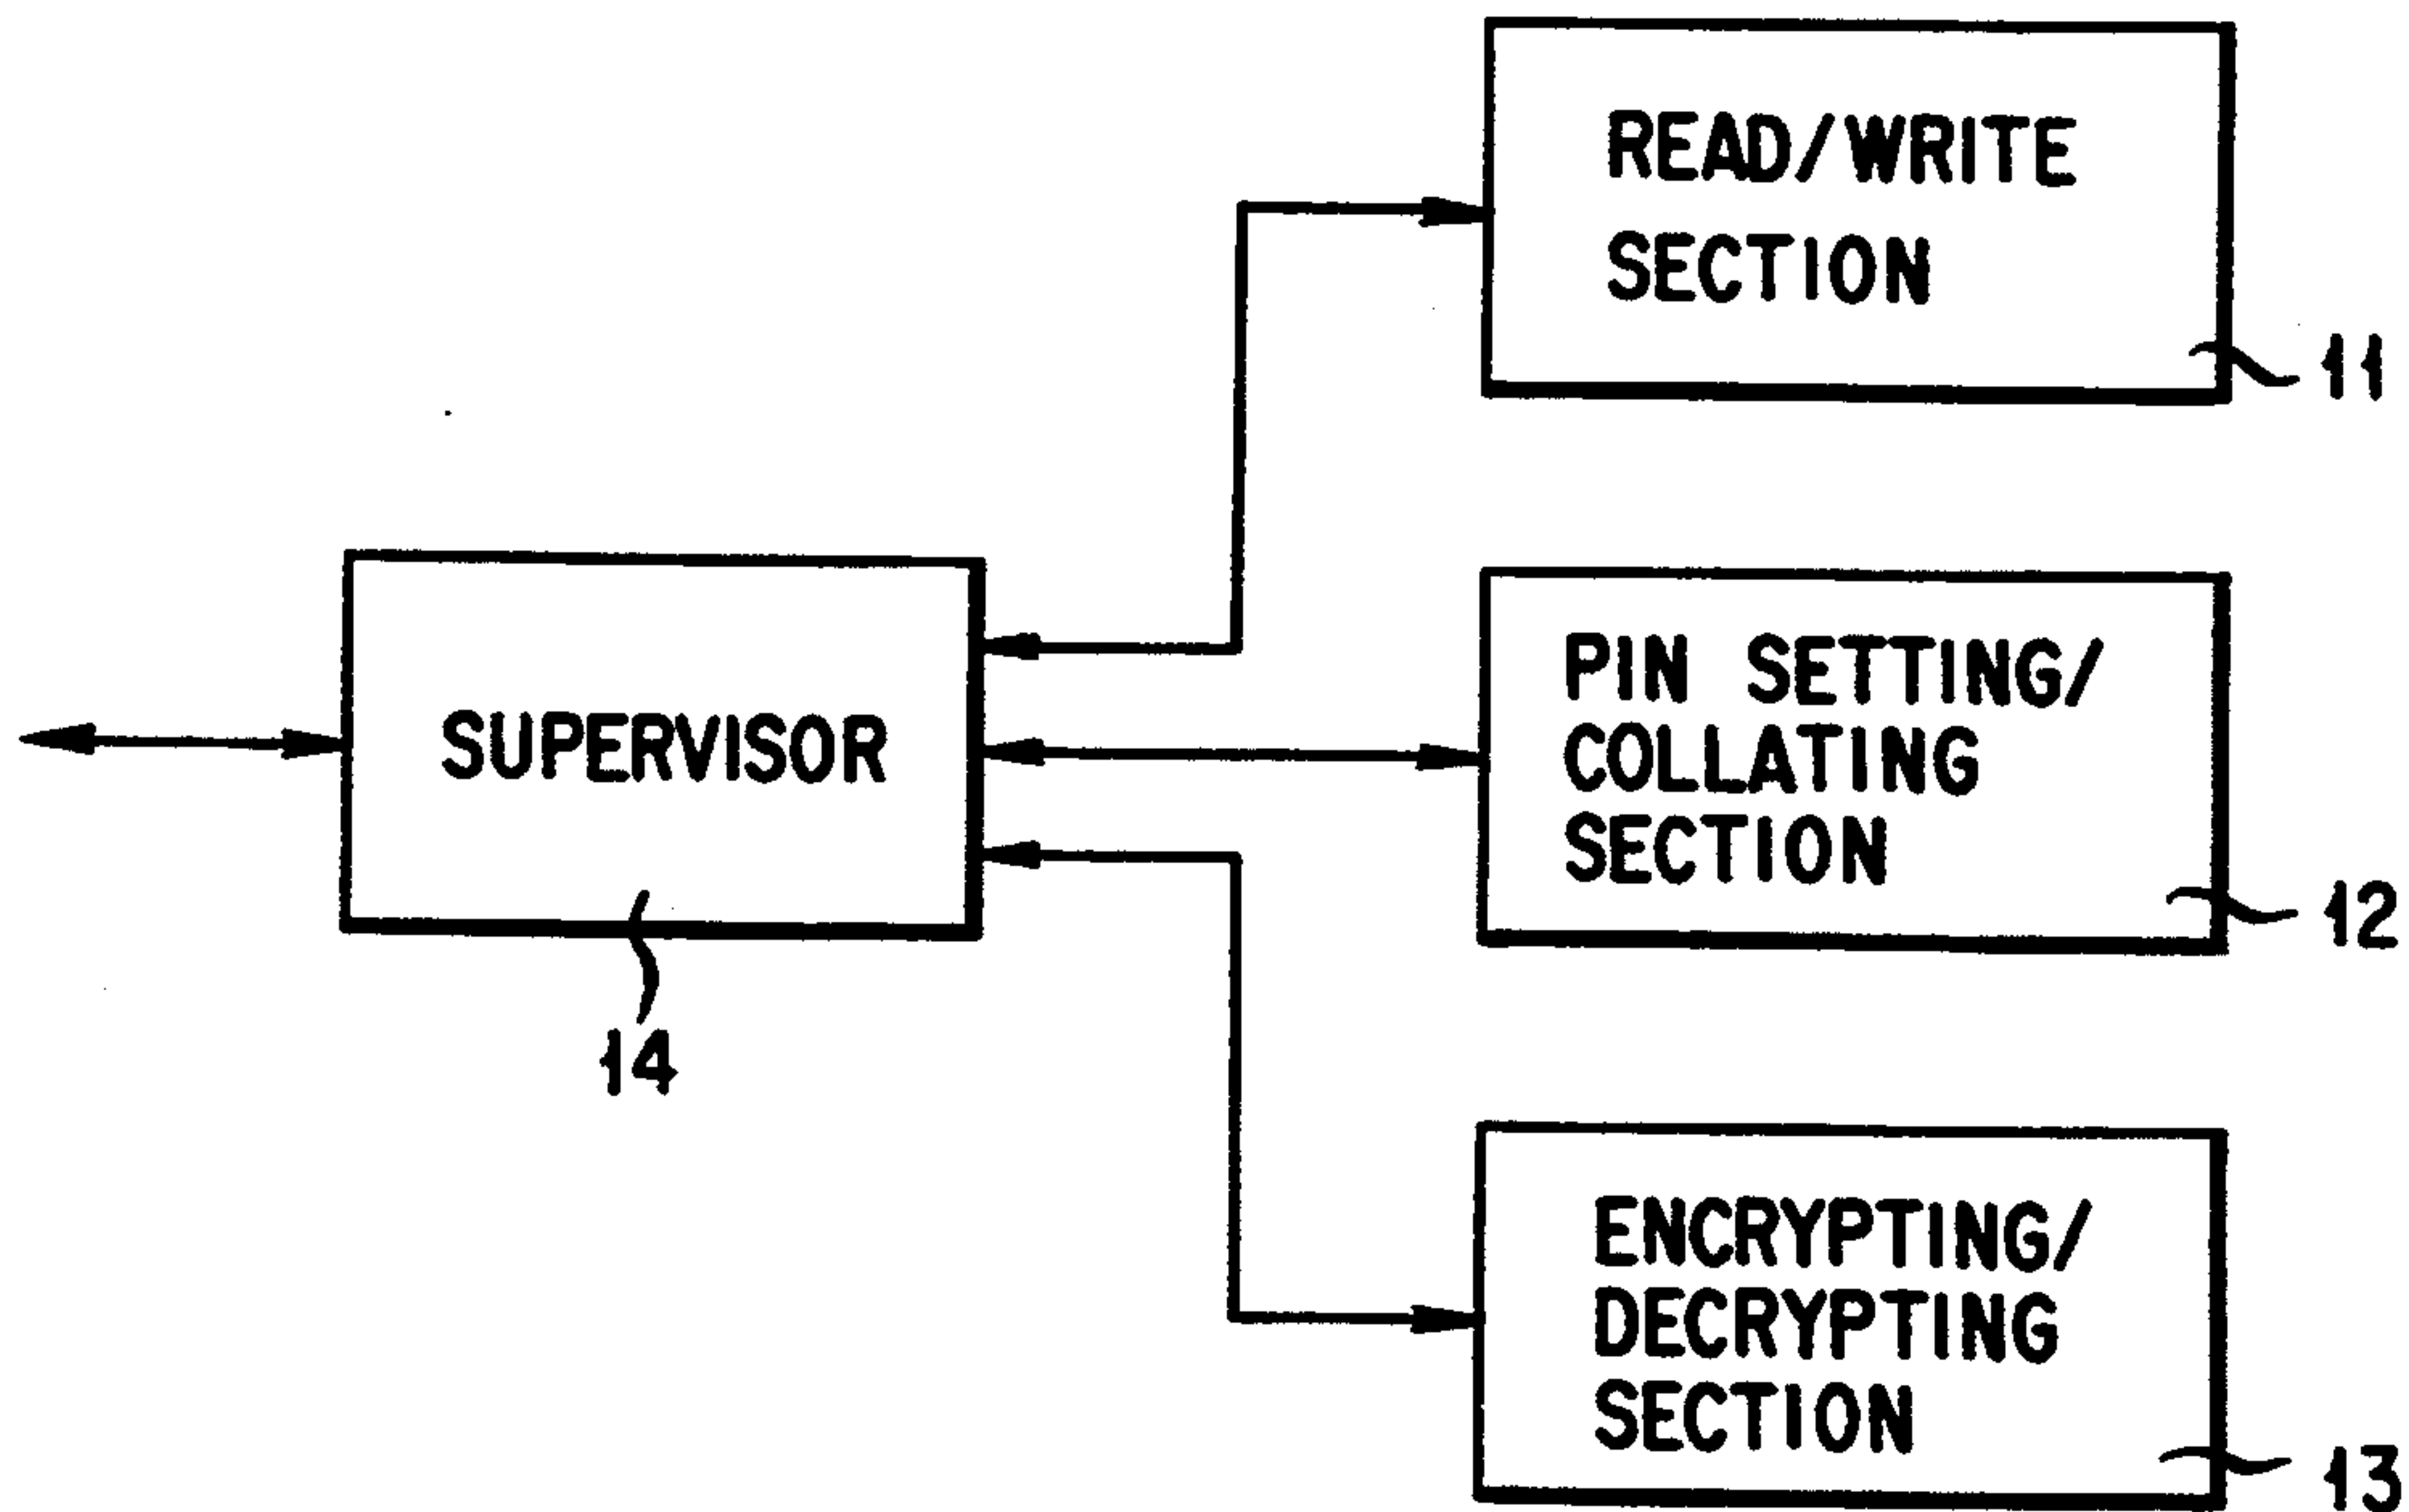 READ/WRITE
SECTION
11
SUPERVISOR
14
PIN SETTING/
COLLATING
SECTION
12
ENCRYPTING/
DECRYPTING
SECTION
13